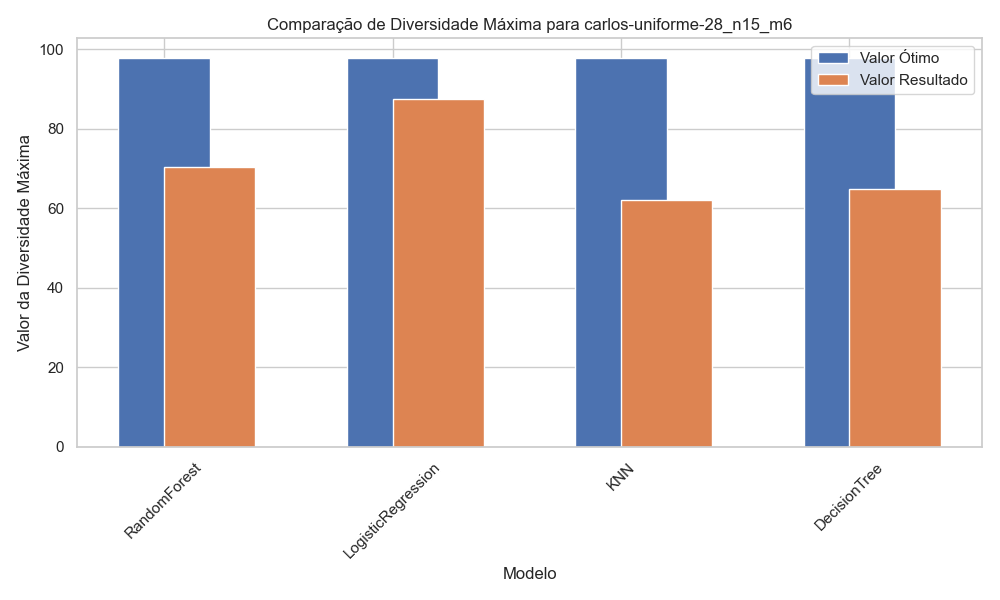 Comparação de Diversidade Máxima para carlos-uniforme-28_n15_m6
Valor Ótimo
Valor Resultado
Valor da Diversidade Máxima
100
80
60
40
20
0
RandomForest
LogisticRegression
KNN
DecisionTree
Modelo